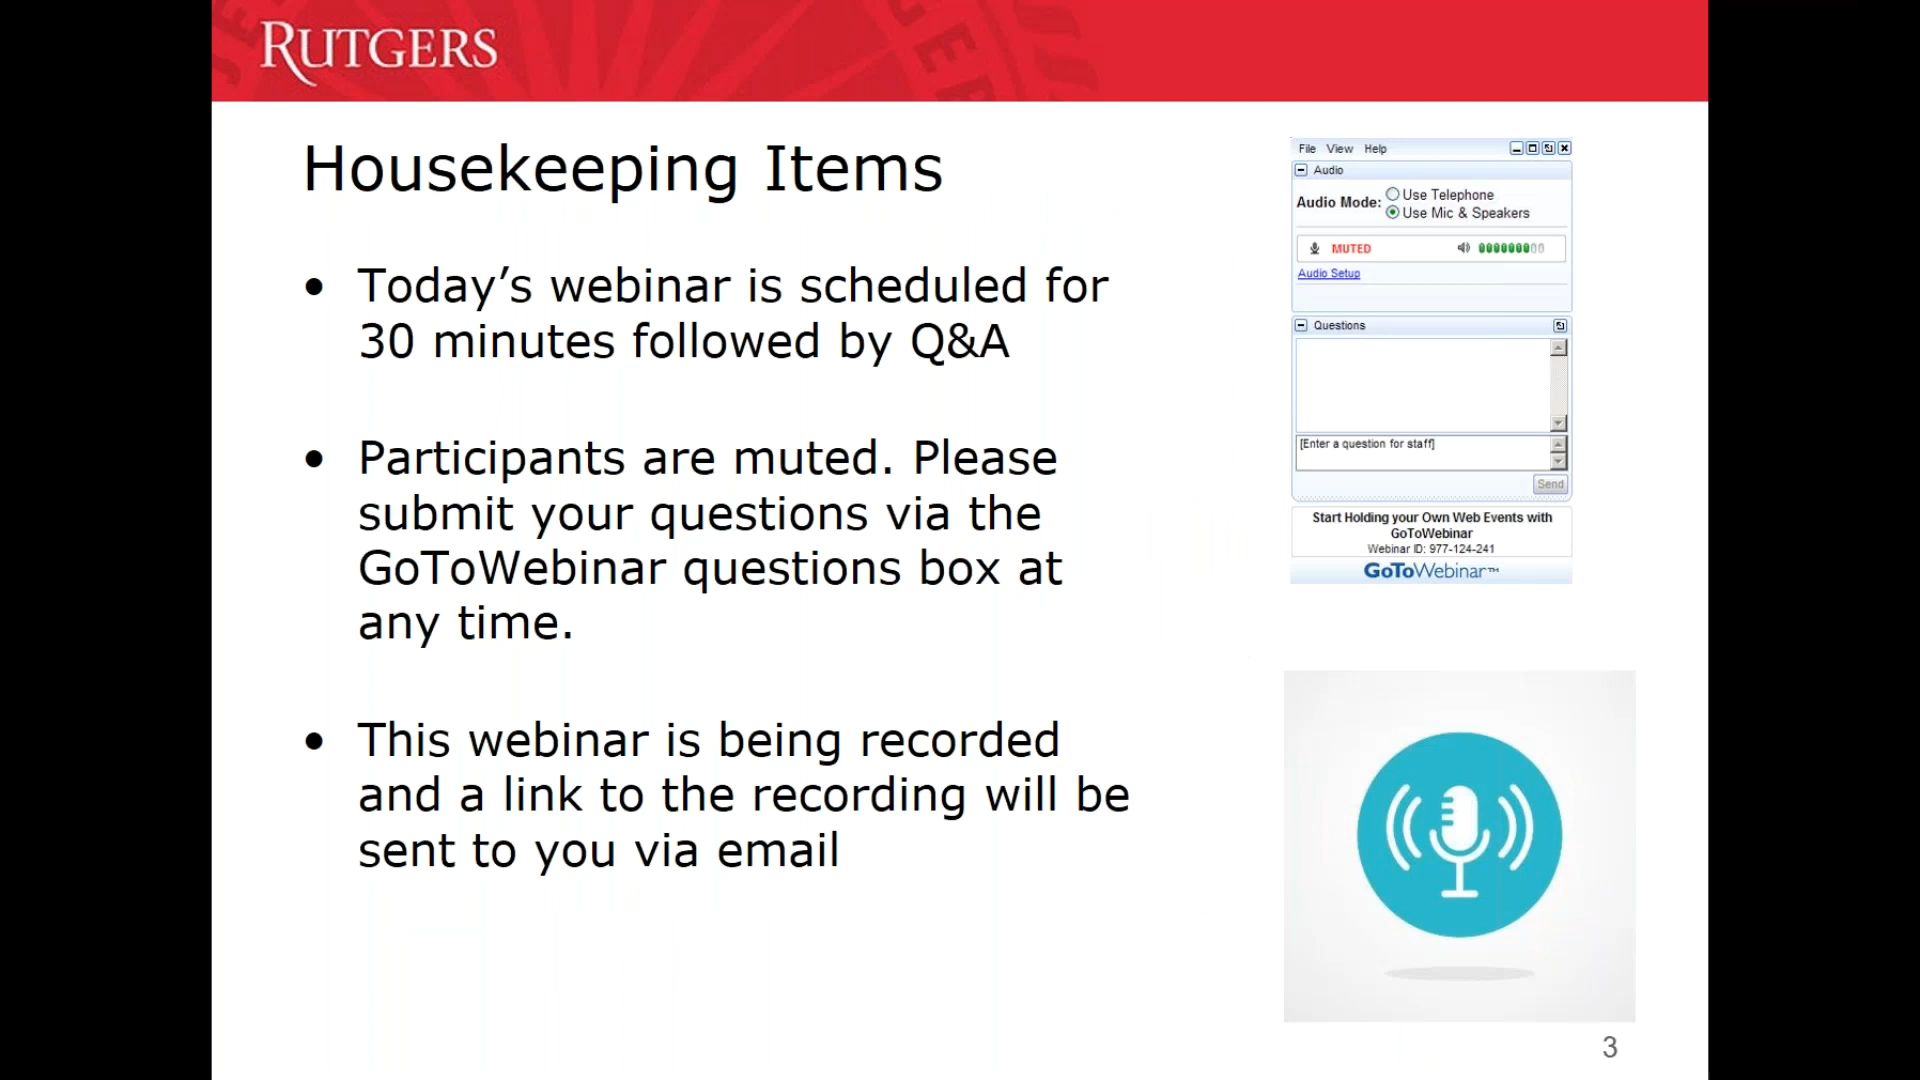 RUTGERS
Housekeeping Items
• Today’s webinar is scheduled for
30 minutes followed by Q&A
• Participants are muted. Please
submit your questions via the
GoToWebinar questions box at
any time.
• This webinar is being recorded
and a link to the recording will be
sent to you via email
File View Help
Audio
Audio Mode: Use Telephone
Use Mic & Speakers
MUTED
Audio Setup
Questions
[Enter a question for staff]
Send
Start Holding your Own Web Events with
GoToWebinar
Webinar ID: 977-124-241
GoToWebinar™
3